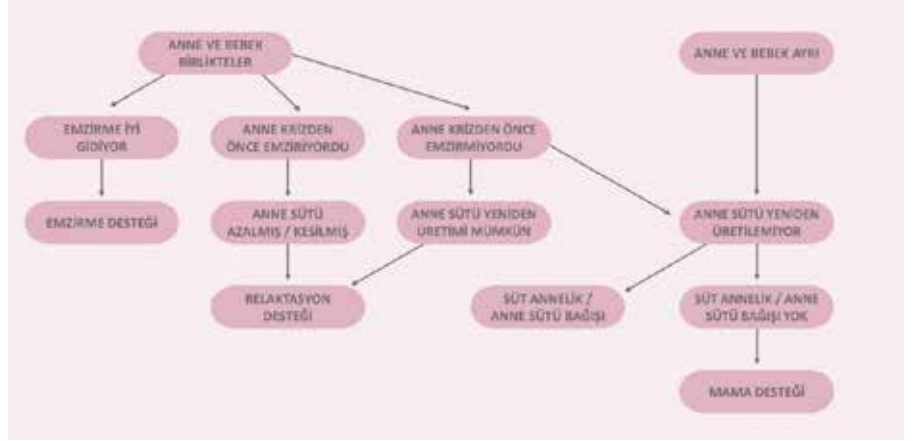 ANNE VE BEBEK
BİRLİKTELER
ANNE VE BEBEK AYRI
EMZİRME İYİ
GİDİYOR
ANNE KRİZDEN
ÖNCE EMZİRİYORDU
ANNE KRİZDEN ÖNCE
EMZİRMİYORDU
EMZİRME DESTEĞİ
ANNE SÜTÜ
AZALMIŞ / KESİLMİŞ
ANNE SÜTÜ YENİDEN
ÜRETİMİ MÜMKÜN
ANNE SÜTÜ YENİDEN
ÜRETİLEMİYOR
RELAKTASYON
DESTEĞİ
SÜT ANNELİK /
ANNE SÜTÜ BAĞIŞI
SÜT ANNELİK / ANNE
SÜTÜ BAĞIŞI YOK
MAMA DESTEĞİ